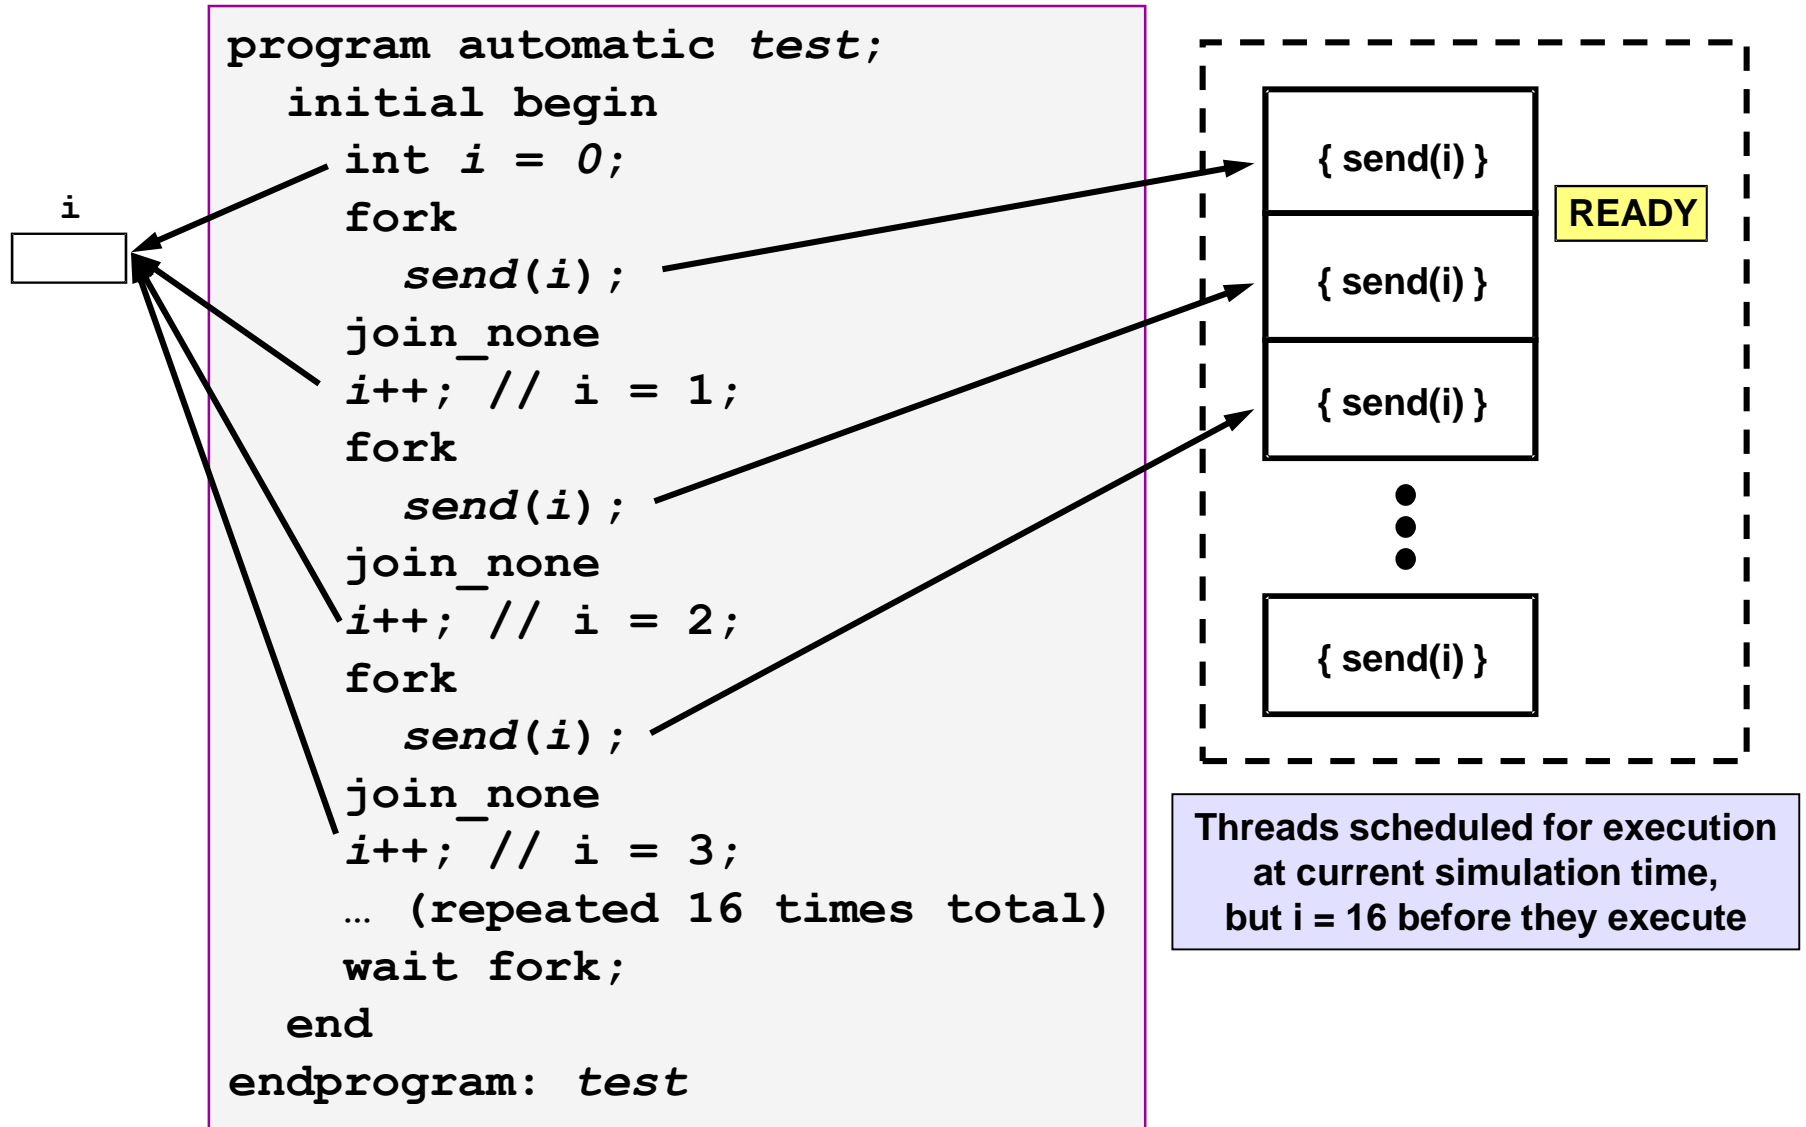 i
program automatic test;
initial begin
int i = 0;
fork
send(i);
join_none
i++; // i = 1;
fork
send(i);
join_none
i++; // i = 2;
fork
send(i);
join_none
i++; // i = 3;
… (repeated 16 times total)
wait fork;
end
endprogram: test
{ send(i) }
READY
{ send(i) }
{ send(i) }
{ send(i) }
Threads scheduled for execution
at current simulation time,
but i = 16 before they execute